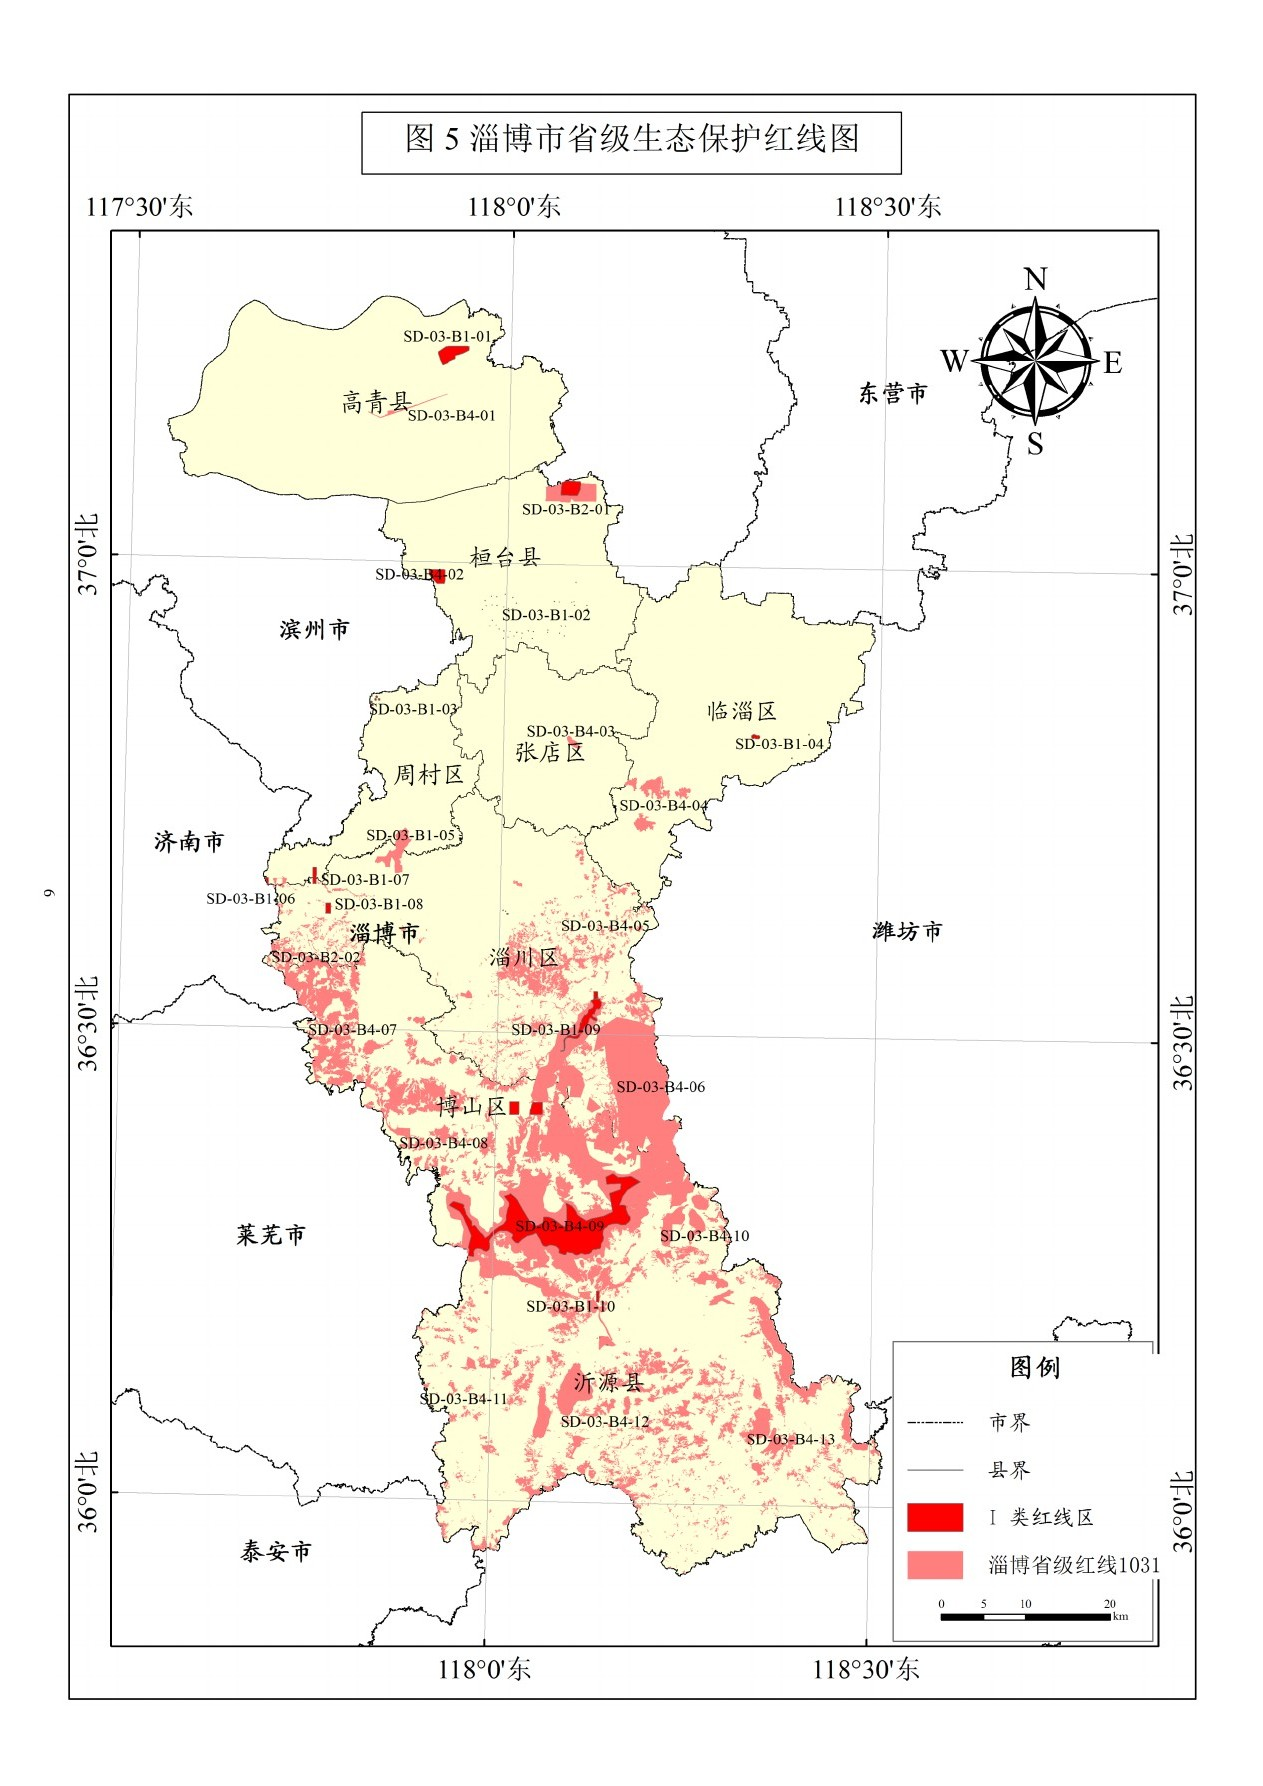 图 5 淄博市省级生态保护红线图
117°30'东
118°0'东
118°30'东
N
W
E
S
SD-03-B1-01
东营市
高青县
SD-03-B4-01
SD-03-B2-01
37°0'北
37°0'北
桓台县
SD-03-B4-02
SD-03-B1-02
滨州市
SD-03-B1-03
临淄区
SD-03-B4-03
SD-03-B1-04
张店区
周村区
SD-03-B4-04
SD-03-B1-05
济南市
SD-03-B1-07
9
SD-03-B1-06
SD-03-B1-08
SD-03-B4-05
淄博市
潍坊市
SD-03-B2-02
淄川区
36°30'北
36°30'北
SD-03-B4-07
SD-03-B1-09
SD-03-B4-06
博山区
SD-03-B4-08
SD-03-B4-09
莱芜市
SD-03-B4-10
SD-03-B1-10
图例
沂源县
SD-03-B4-11
SD-03-B4-12
SD-03-B4-13
市界
县界
36°0'北
36°0'北
I 类红线区
泰安市
淄博省级红线1031
0 5 10 20
km
118°0'东
118°30'东